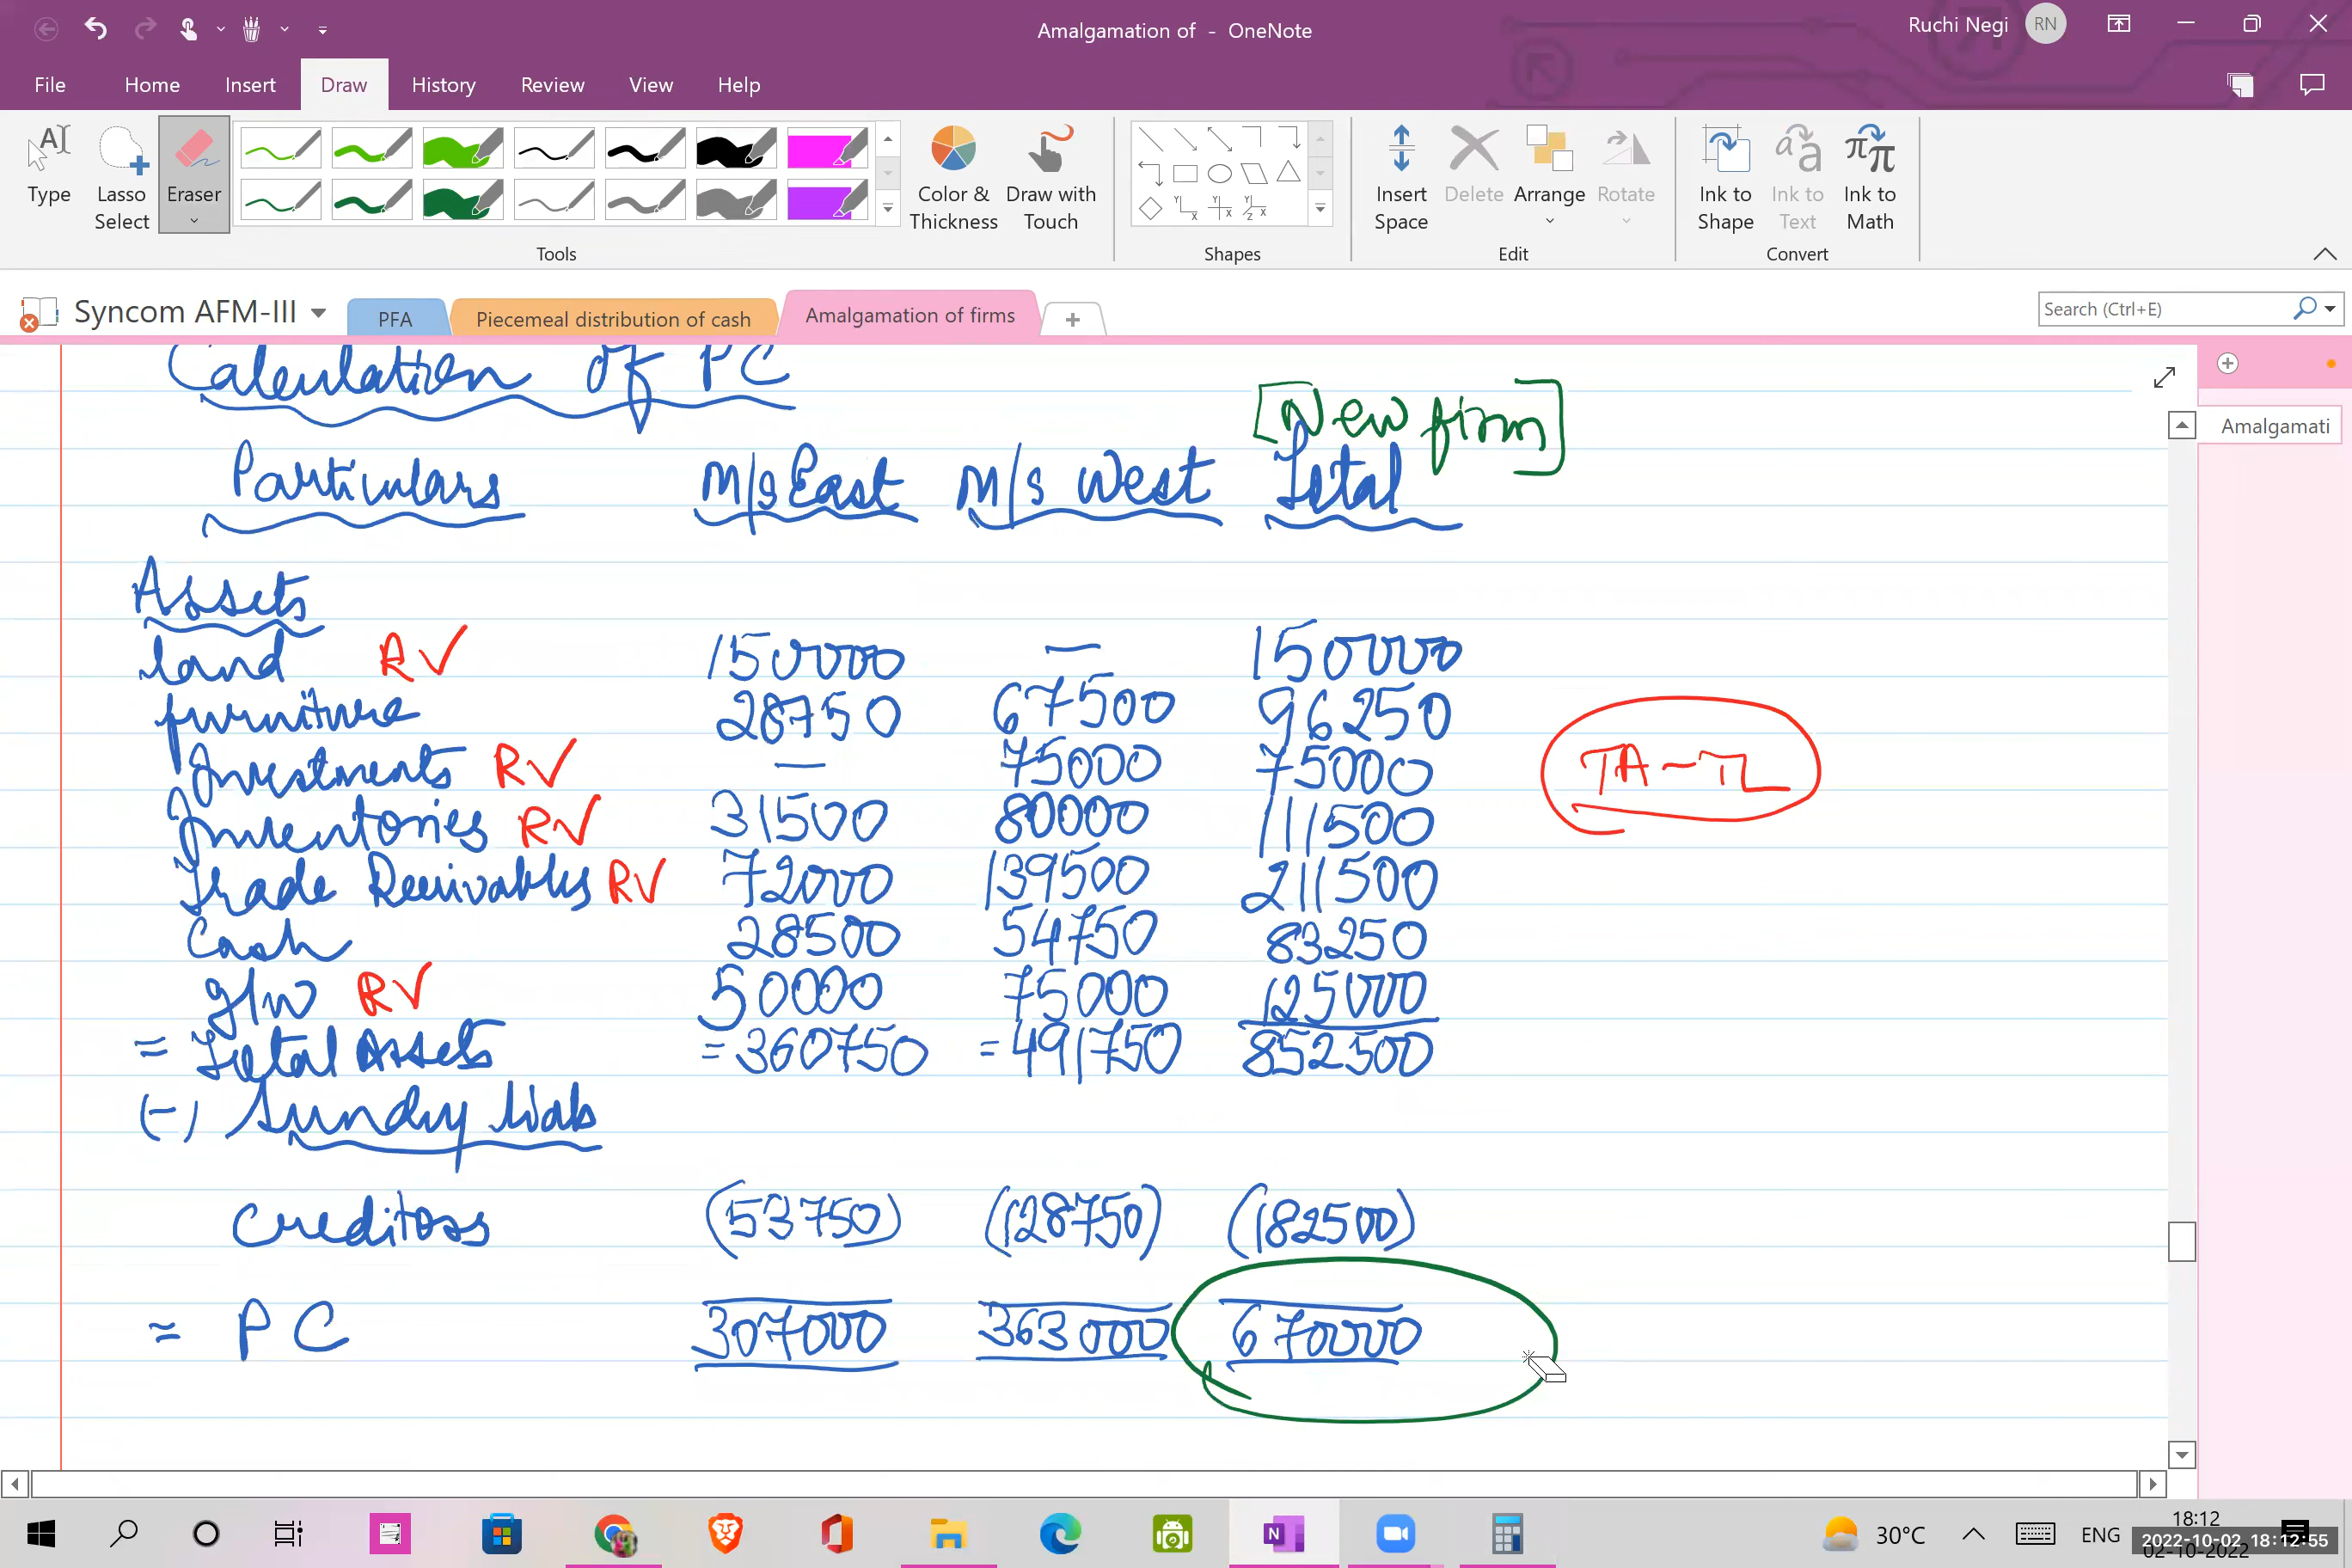 Amalgamation of - OneNote
Ruchi Negi RN
File Home Insert Draw History Review View Help
Type Lasso Select Eraser Color & Thickness Draw with Touch Insert Space Delete Arrange Rotate Ink to Shape Ink to Text Ink to Math
Tools Shapes Edit Convert
Syncom AFM-III PFA Piecemeal distribution of cash Amalgamation of firms + Search (Ctrl+E)
Amalgamati
Calculation of PC
[New firm]
Particulars M/s East M/s West Total
Assets
land RV 150000 — 150000
furniture 28750 67500 96250
Investments RV — 75000 75000
TA - TL
Inventories RV 31500 80000 111500
Trade Receivables RV 72000 139500 211500
Cash 28500 54750 83250
g/w RV 50000 75000 125000
= Total Assets = 360750 = 491750 852500
(-) Sundry liabs
Creditors (53750) (128750) (182500)
= PC 307000 363000 670000
30°C ENG 18:12
02-10-2022
2022-10-02 18:12:55